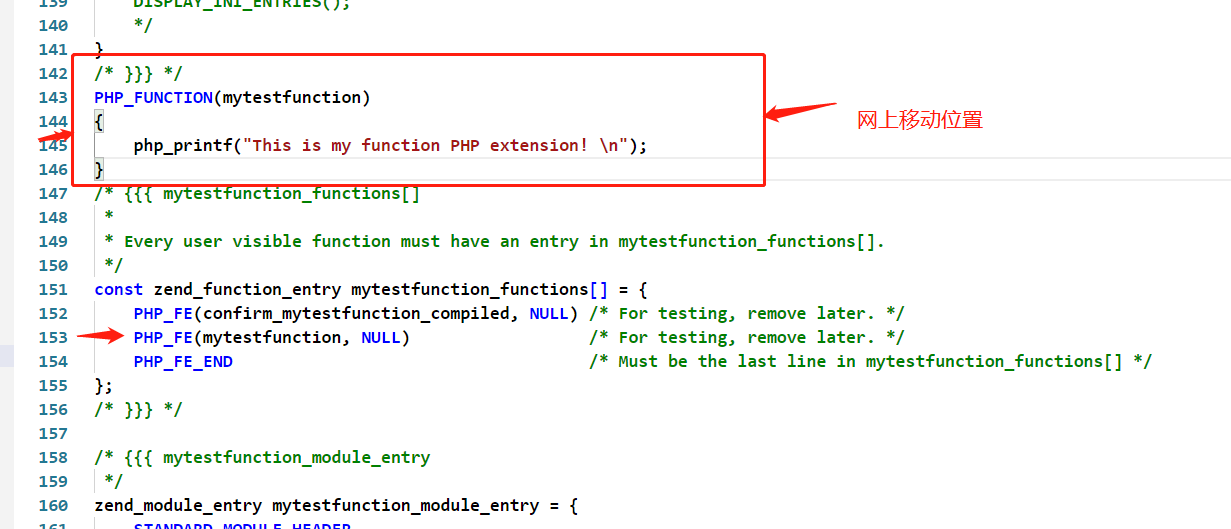 139 DISPLAY_INI_ENTRIES();
140 */
141 }
142 /* }}} */
143 PHP_FUNCTION(mytestfunction)
144 {
145 php_printf("This is my function PHP extension! \n");
146 }
147 /* {{{ mytestfunction_functions[]
148 *
149 * Every user visible function must have an entry in mytestfunction_functions[].
150 */
151 const zend_function_entry mytestfunction_functions[] = {
152 PHP_FE(confirm_mytestfunction_compiled, NULL) /* For testing, remove later. */
153 PHP_FE(mytestfunction, NULL) /* For testing, remove later. */
154 PHP_FE_END /* Must be the last line in mytestfunction_functions[] */
155 };
156 /* }}} */
157
158 /* {{{ mytestfunction_module_entry
159 */
160 zend_module_entry mytestfunction_module_entry = {
161 STANDARD_MODULE_HEADER
网上移动位置